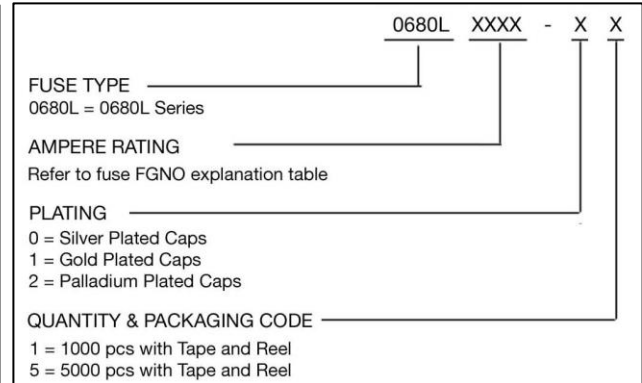 0680L XXXX - X X
FUSE TYPE
0680L = 0680L Series
AMPERE RATING
Refer to fuse FGNO explanation table
PLATING
0 = Silver Plated Caps
1 = Gold Plated Caps
2 = Palladium Plated Caps
QUANTITY & PACKAGING CODE
1 = 1000 pcs with Tape and Reel
5 = 5000 pcs with Tape and Reel